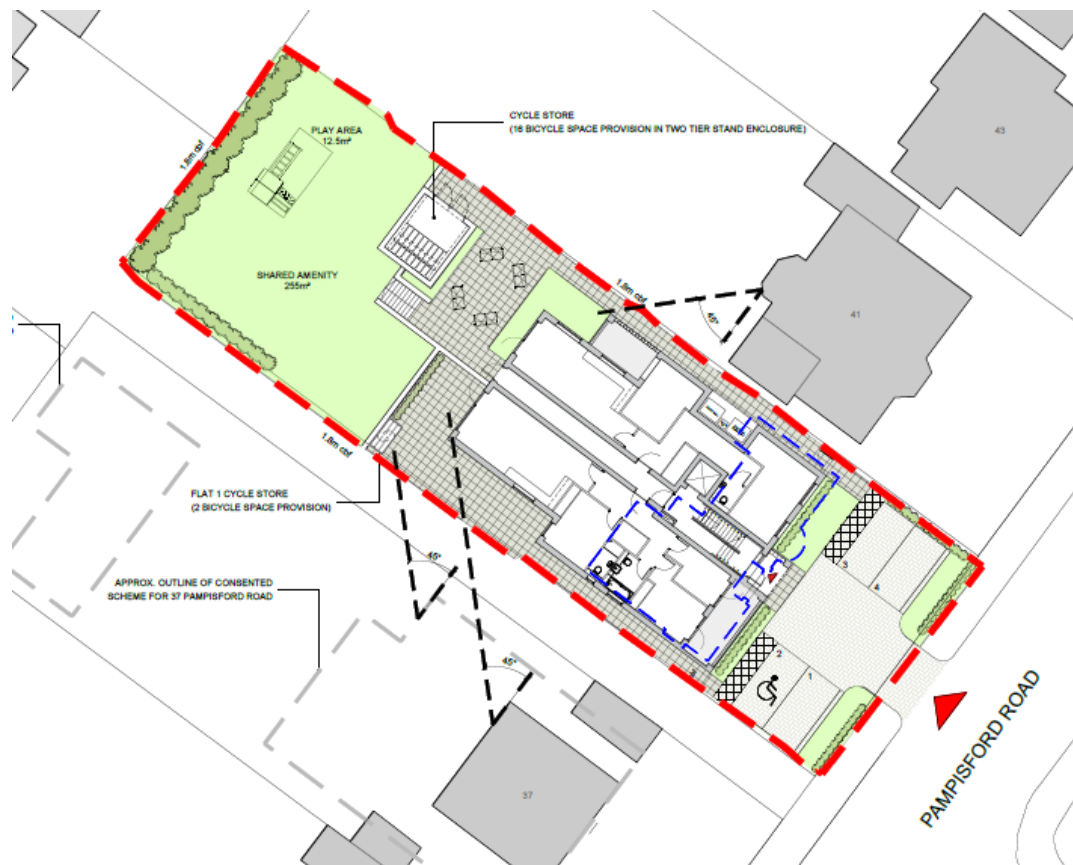 CYCLE STORE
(16 BICYCLE SPACE PROVISION IN TWO TIER STAND ENCLOSURE)
43
PLAY AREA
12.5m²
1.8m cbf
SHARED AMENITY
255m²
1.8m cbf
45°
41
1.8m cbf
FLAT 1 CYCLE STORE
(2 BICYCLE SPACE PROVISION)
45°
3
4
APPROX. OUTLINE OF CONSENTED
SCHEME FOR 37 PAMPISFORD ROAD
2
1
45°
37
PAMPISFORD ROAD